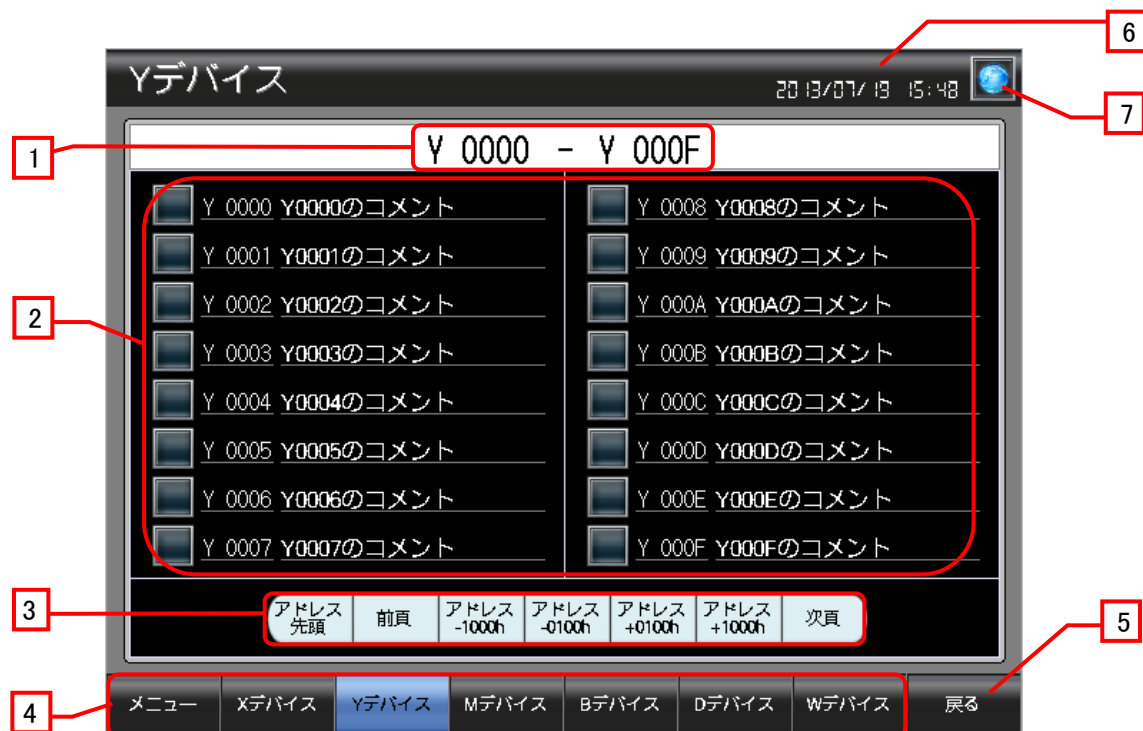 6
Yデバイス
2013/07/19 15:48
7
1
Y 0000 - Y 000F
Y 0000 Y0000のコメント
Y 0008 Y0008のコメント
Y 0001 Y0001のコメント
Y 0009 Y0009のコメント
2
Y 0002 Y0002のコメント
Y 000A Y000Aのコメント
Y 0003 Y0003のコメント
Y 000B Y000Bのコメント
Y 0004 Y0004のコメント
Y 000C Y000Cのコメント
Y 0005 Y0005のコメント
Y 000D Y000Dのコメント
Y 0006 Y0006のコメント
Y 000E Y000Eのコメント
Y 0007 Y0007のコメント
Y 000F Y000Fのコメント
3
アドレス
先頭
前頁
アドレス
-1000h
アドレス
-0100h
アドレス
+0100h
アドレス
+1000h
次頁
5
4
メニュー
Xデバイス
Yデバイス
Mデバイス
Bデバイス
Dデバイス
Wデバイス
戻る